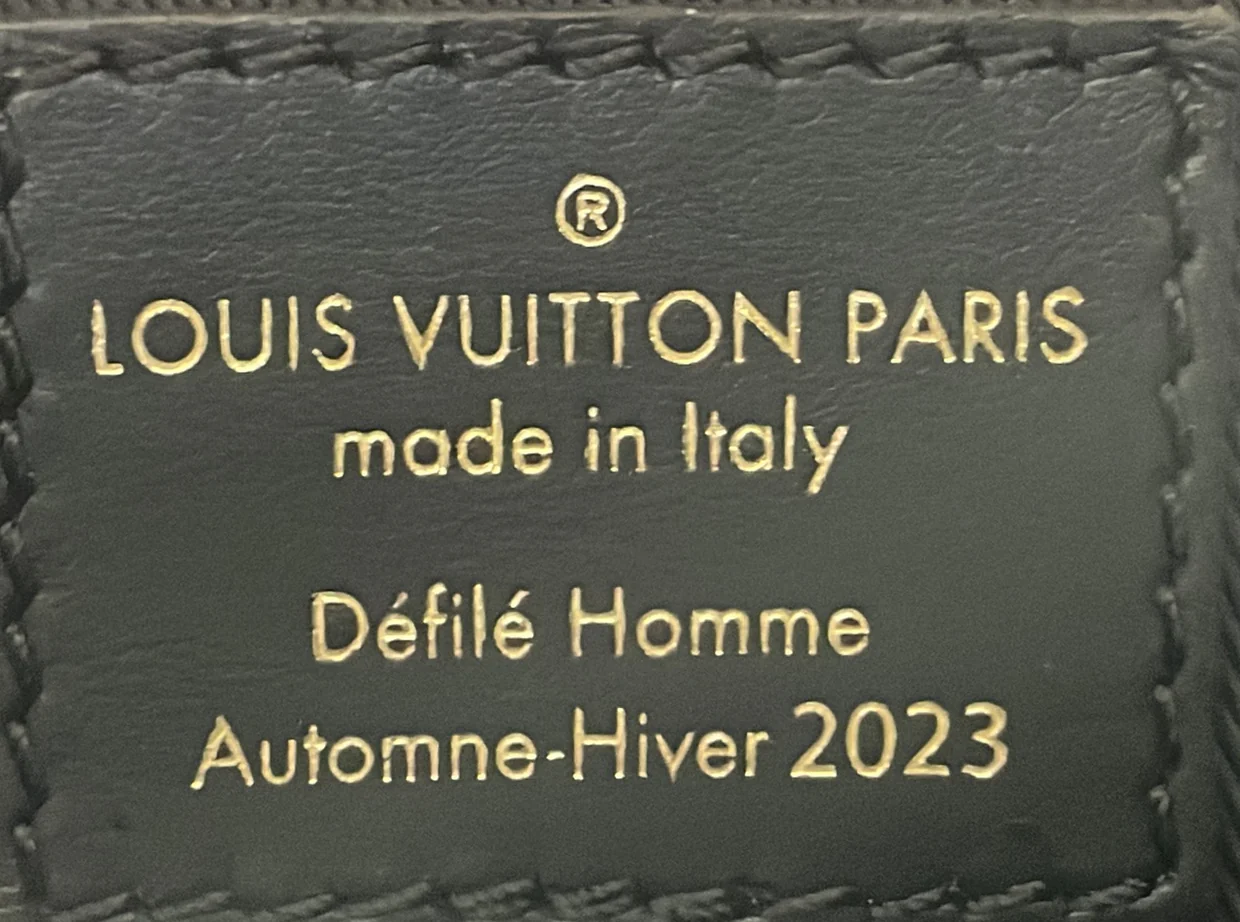 ®
LOUIS VUITTON PARIS
made in Italy
Défilé Homme
Automne-Hiver 2023